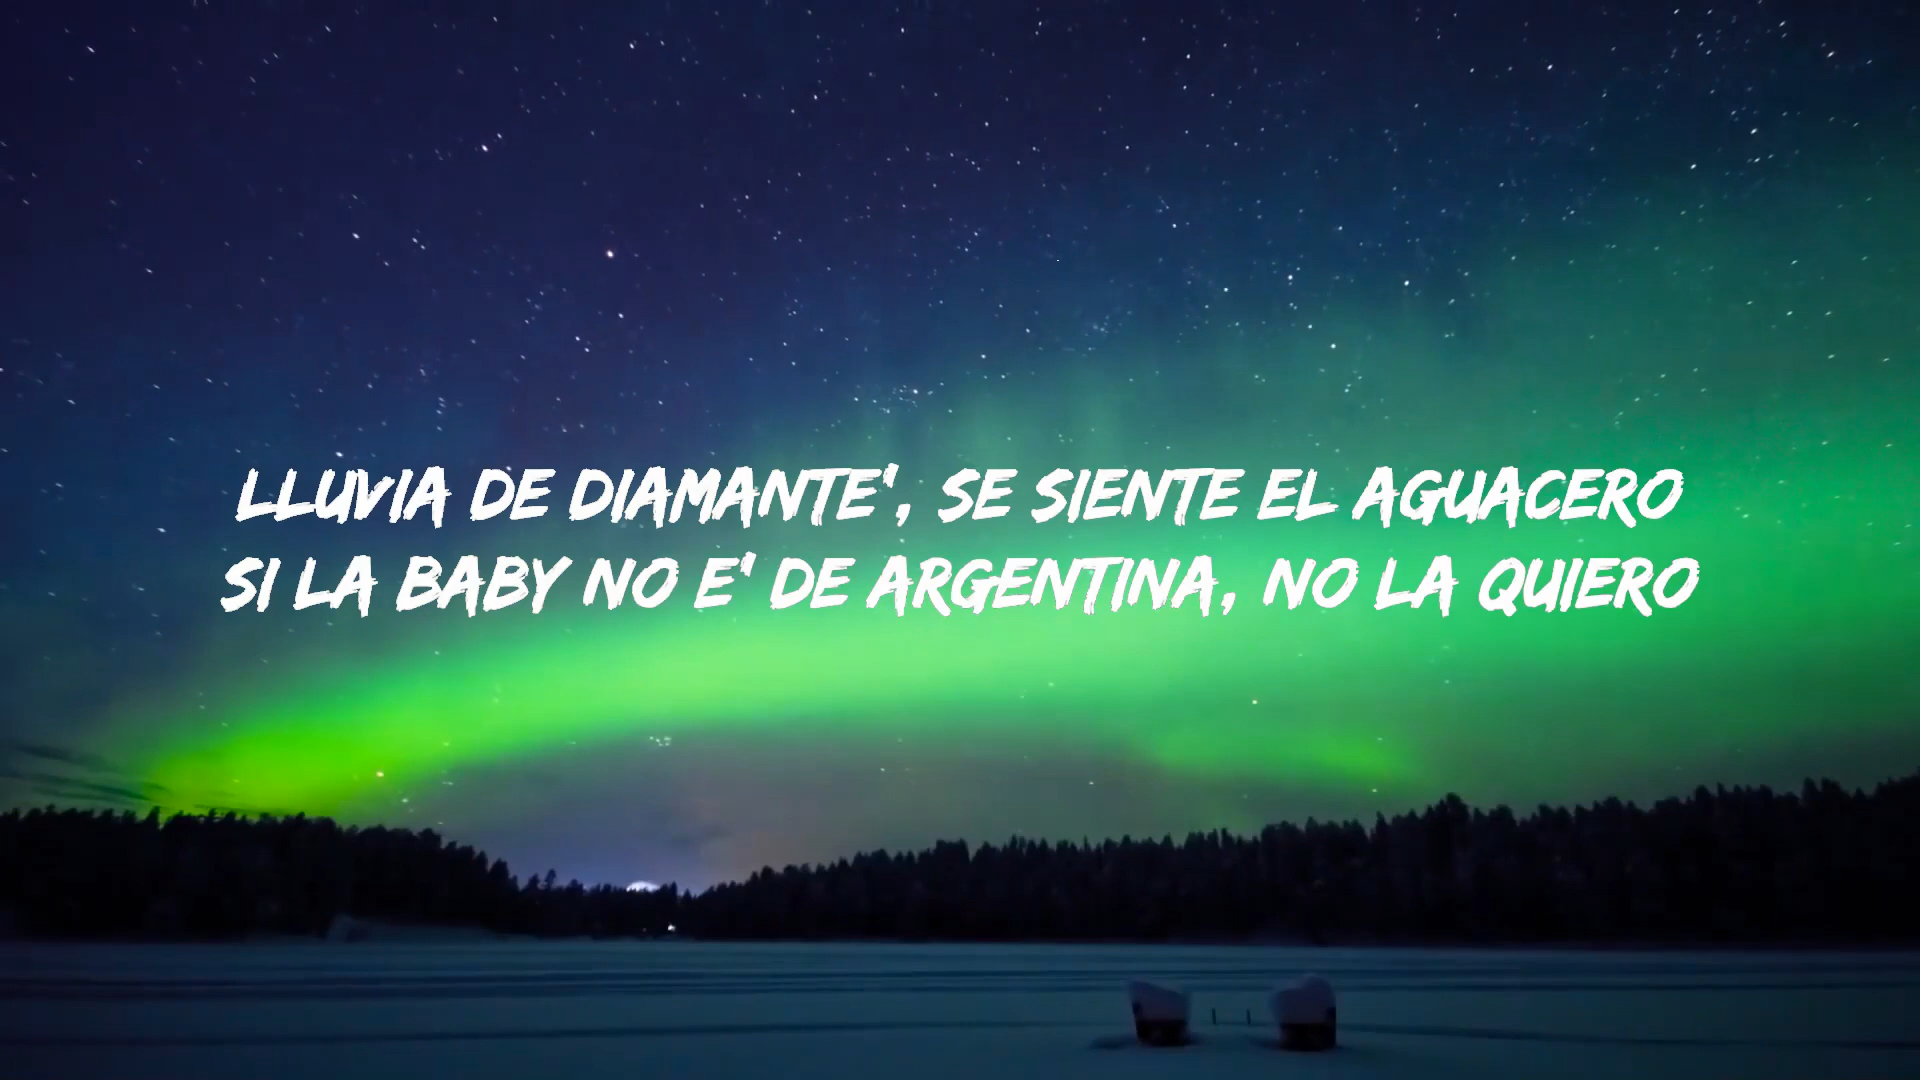 LLUVIA DE DIAMANTE', SE SIENTE EL AGUACERO
SI LA BABY NO E' DE ARGENTINA, NO LA QUIERO